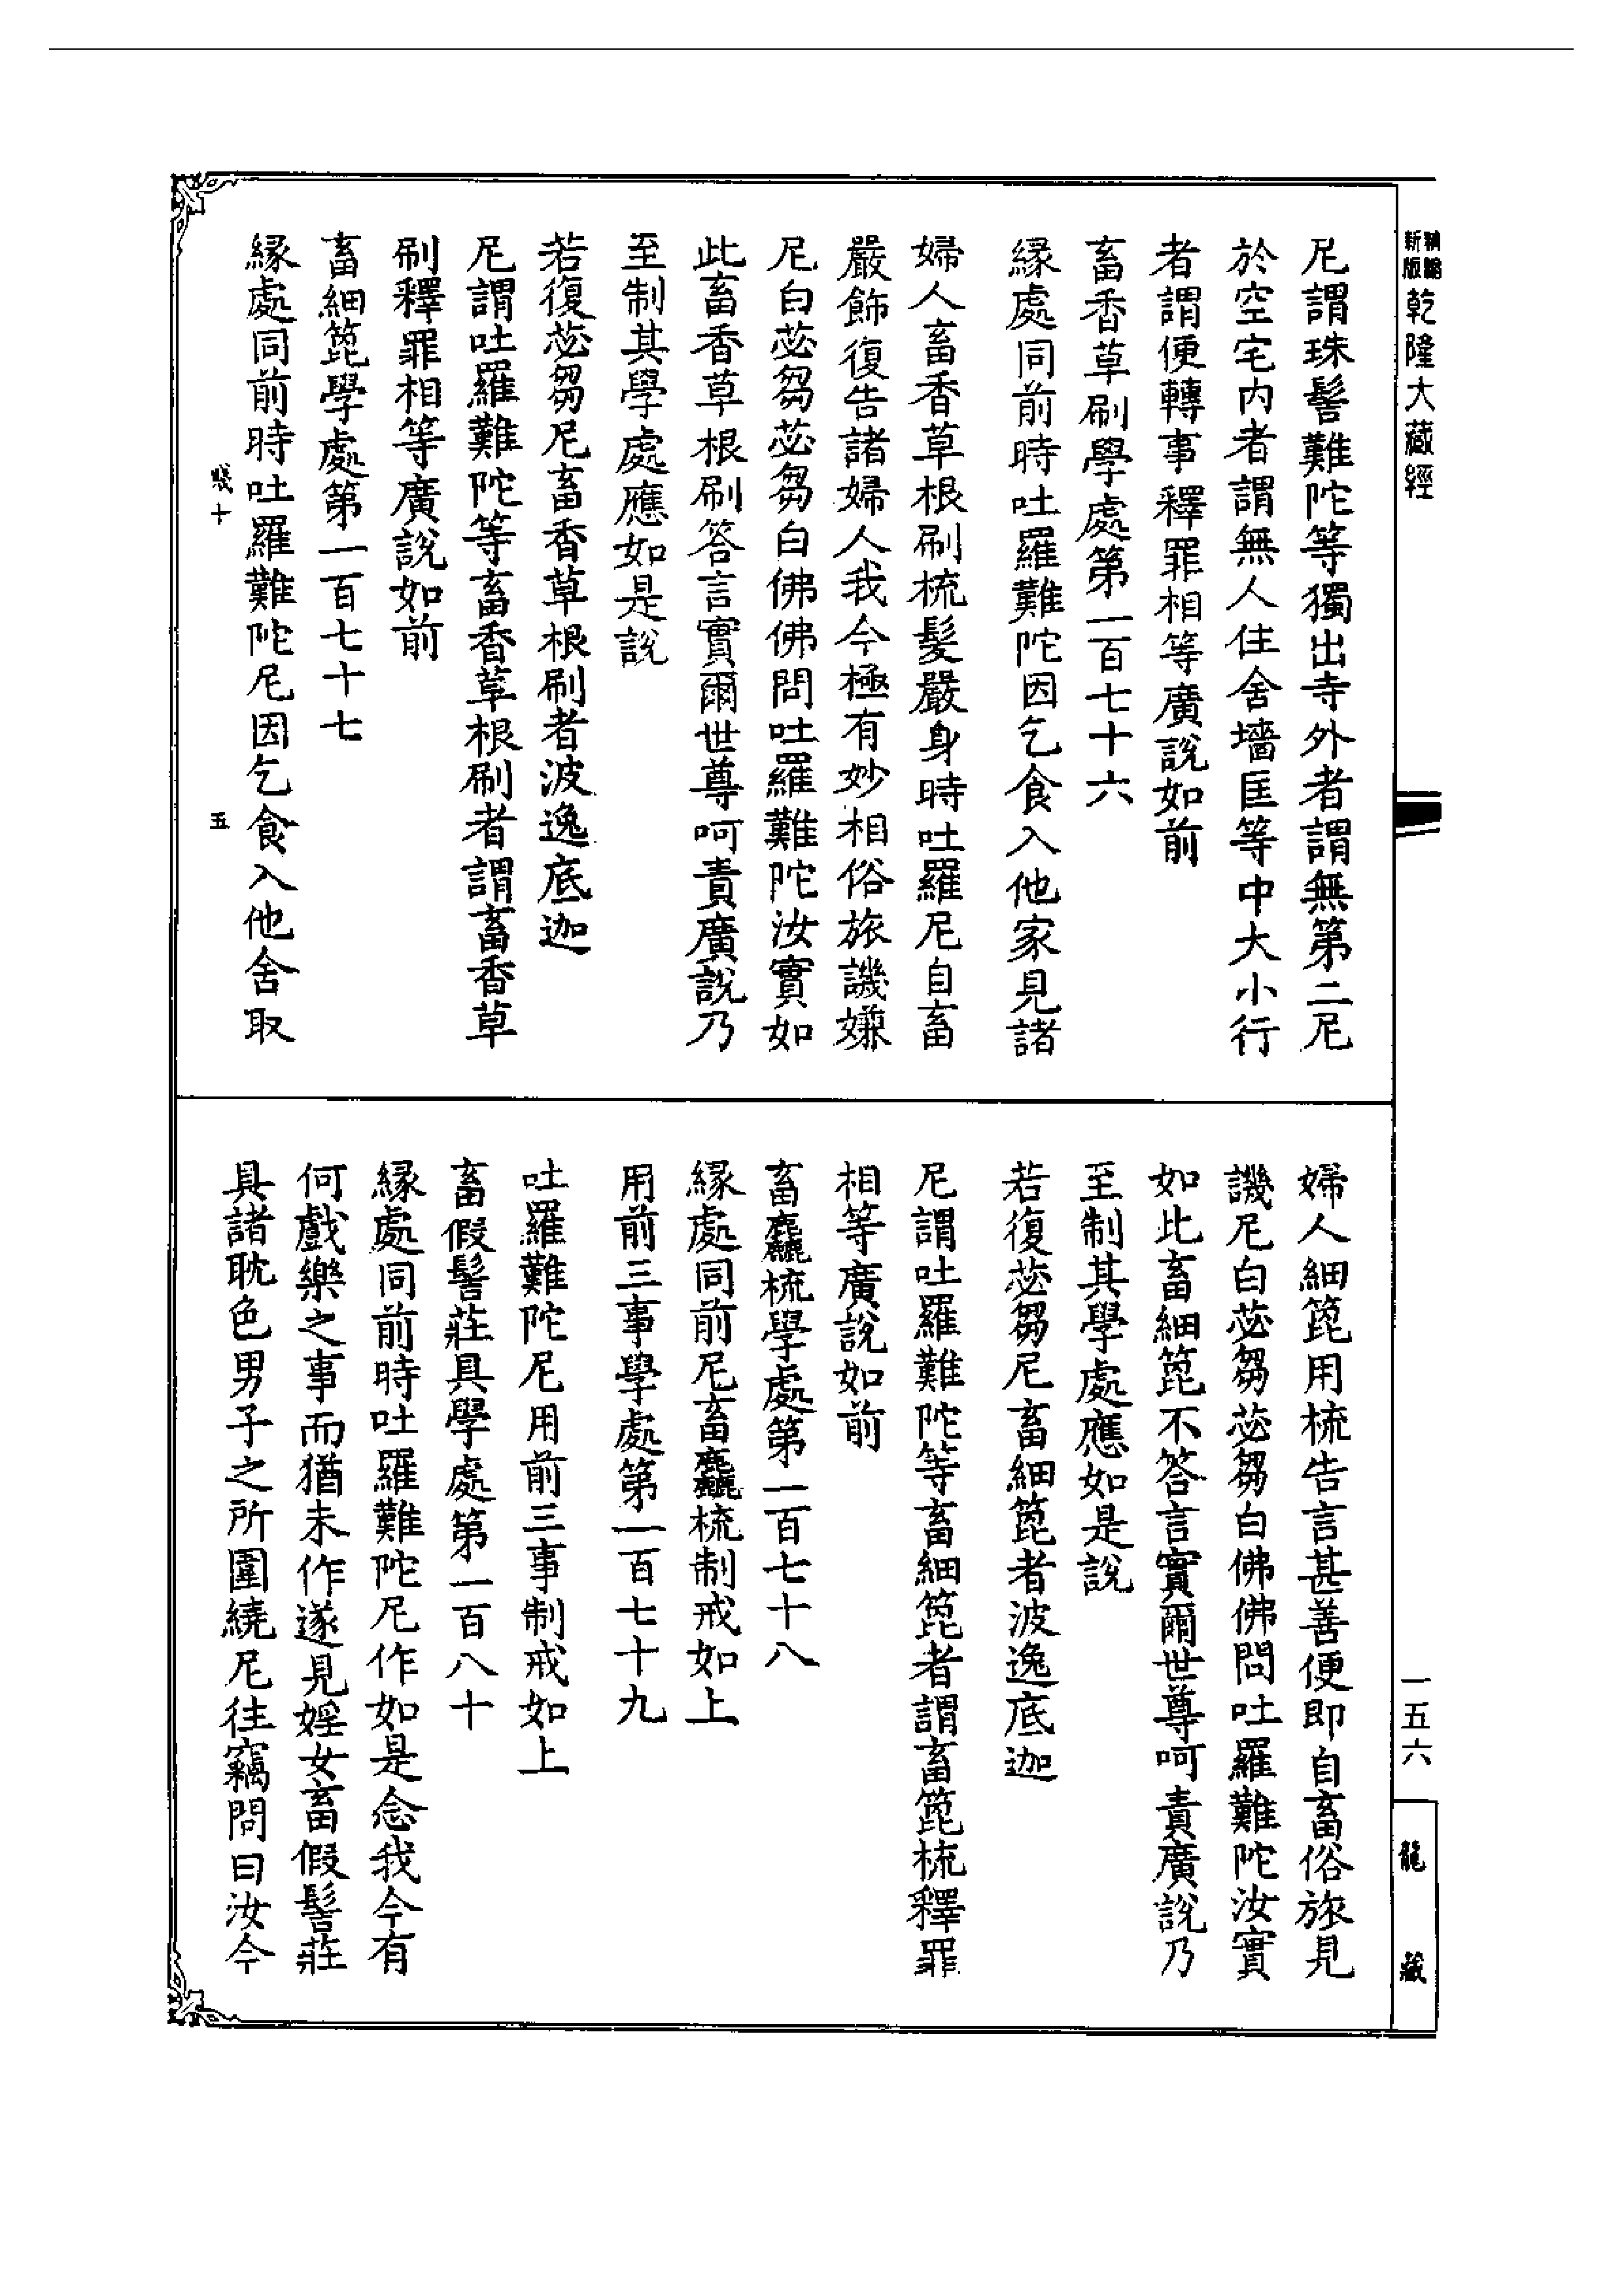 新版
精縮
乾隆大藏經
尼謂珠髻難陀等獨出寺外者謂無第二尼
於空宅内者謂無人住舍墻匡等中大小行
者謂便轉事釋罪相等廣説如前
畜香草刷學處第一百七十六
緣處同前時吐羅難陀因乞食入他家見諸
婦人畜香草根刷梳髮嚴身時吐羅尼自畜
嚴飾復告諸婦人我今極有妙相俗旅譏嫌
尼白苾芻苾芻白佛佛問吐羅難陀汝實如
此畜香草根刷答言實爾世尊呵責廣説乃
至制其學處應如是説
若復苾芻尼畜香草根刷者波逸底迦
尼謂吐羅難陀等畜香草根刷者謂畜香草
刷釋罪相等廣説如前
畜細箆學處第一百七十七
緣處同前時吐羅難陀尼因乞食入他舍取
五
婦人細箆用梳告言甚善便即自畜俗旅見
譏尼白苾芻苾芻白佛佛問吐羅難陀汝實
如此畜細箆不答言實爾世尊呵責廣説乃
至制其學處應如是説
若復苾芻尼畜細箆者波逸底迦
尼謂吐羅難陀等畜細箆者謂畜箆梳釋罪
相等廣説如前
畜麤梳學處第一百七十八
緣處同前尼畜麤梳制戒如上
用前三事學處第一百七十九
吐羅難陀尼用前三事制戒如上
畜假髻莊具學處第一百八十
緣處同前時吐羅難陀尼作如是念我今有
何戲樂之事而猶未作遂見婬女畜假髻莊
具諸耽色男子之所圍繞尼往竊問曰汝今
一五六
龍藏